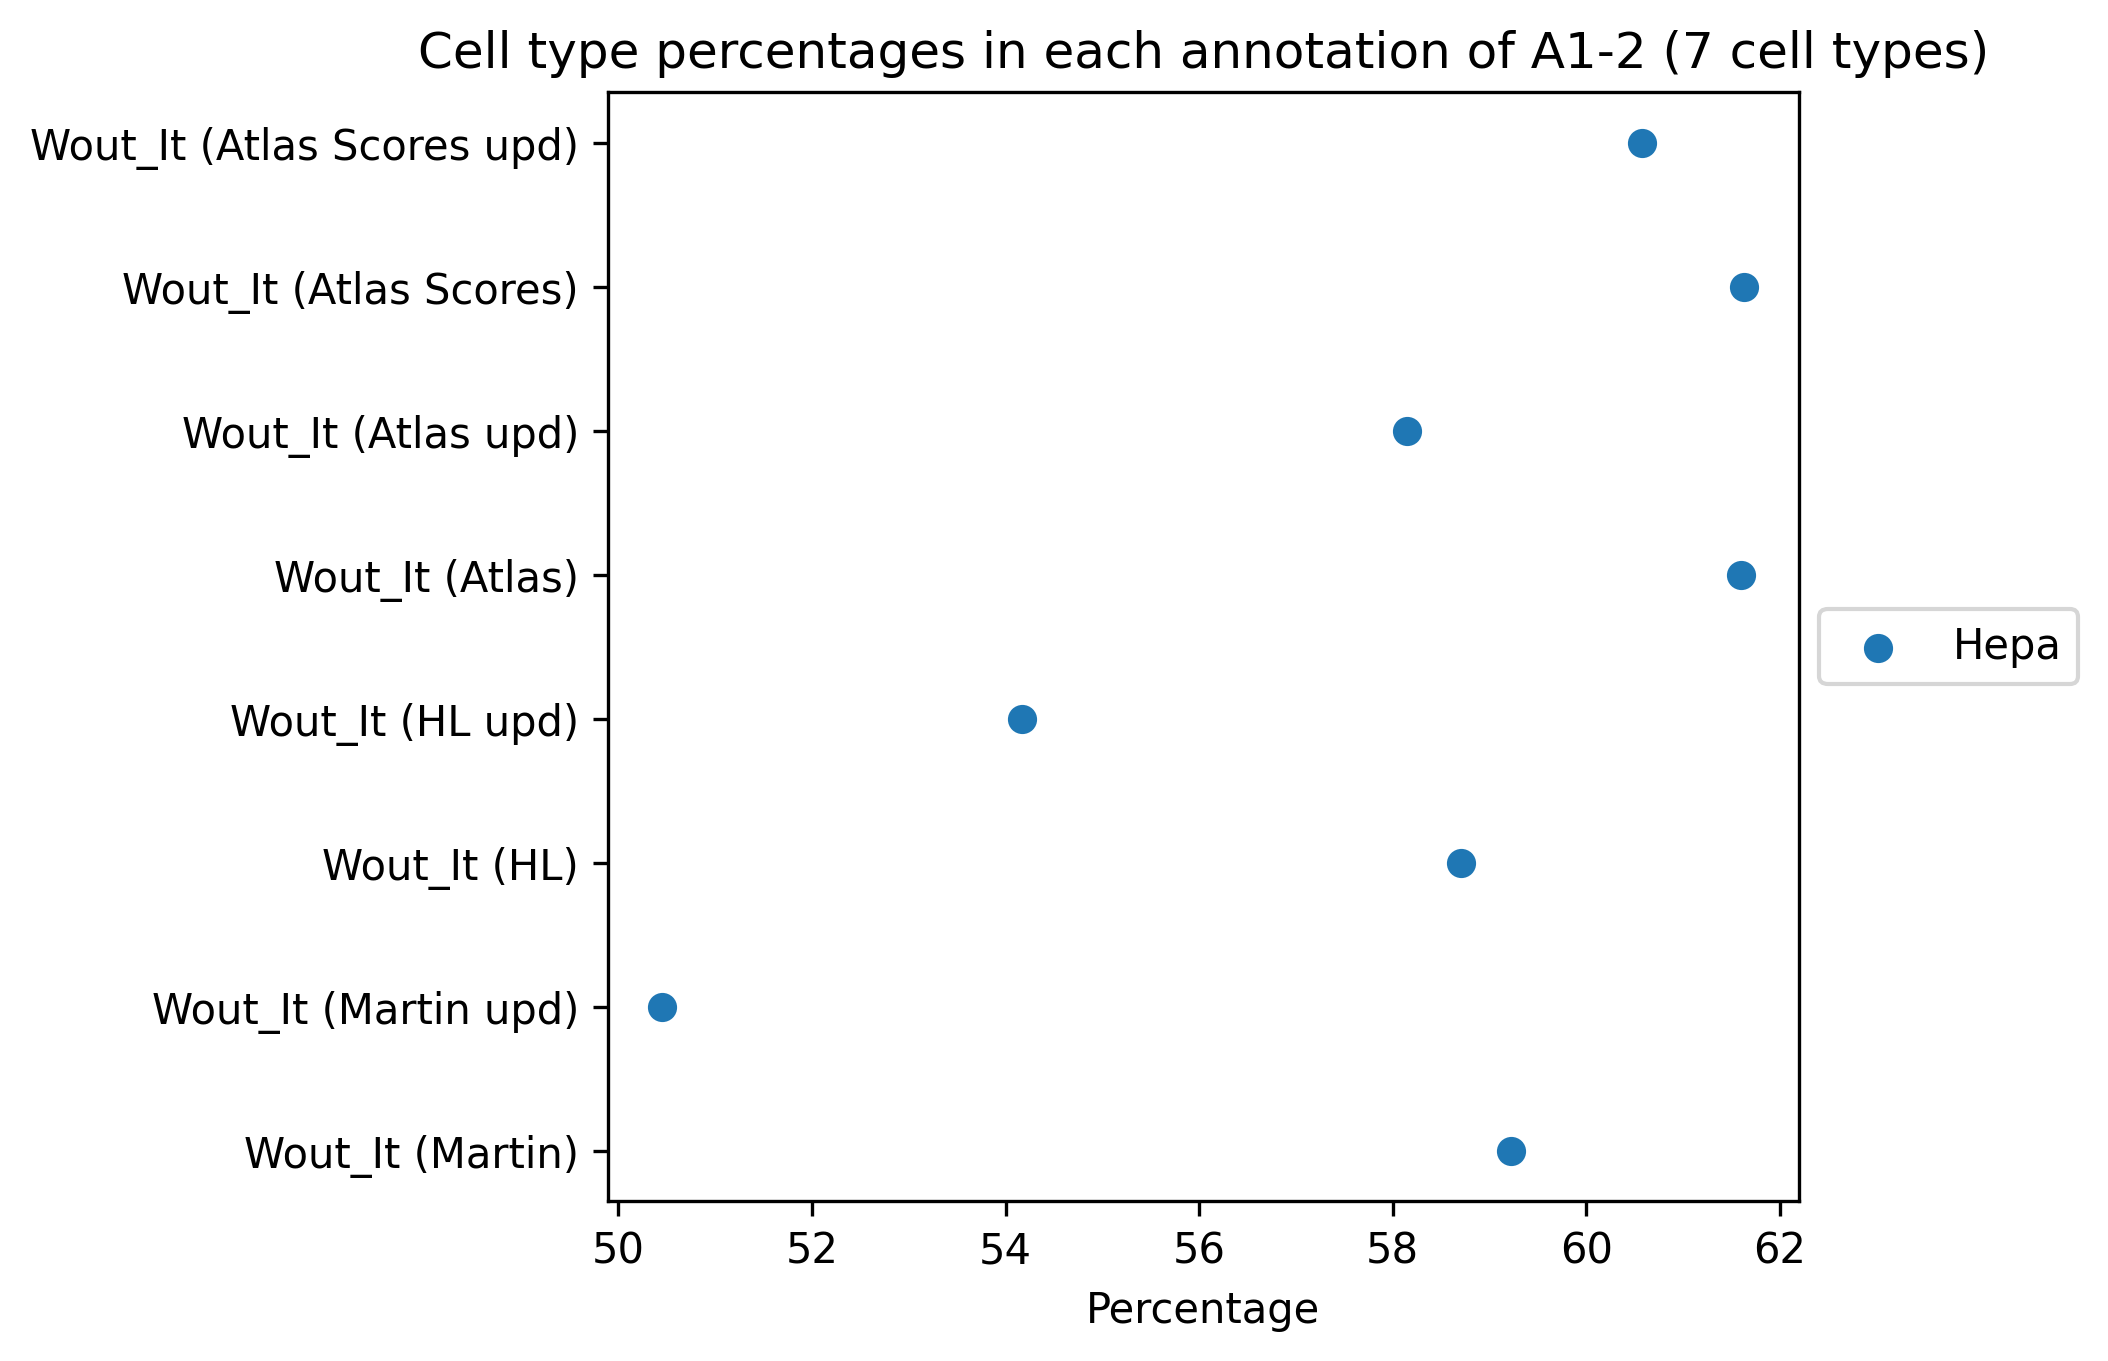 Cell type percentages in each annotation of A1-2 (7 cell types)
Wout_It (Atlas Scores upd)
Wout_It (Atlas Scores)
Wout_It (Atlas upd)
Wout_It (Atlas)
Hepa
Wout_It (HL upd)
Wout_It (HL)
Wout_It (Martin upd)
Wout_It (Martin)
50 52 54 56 58 60 62
Percentage